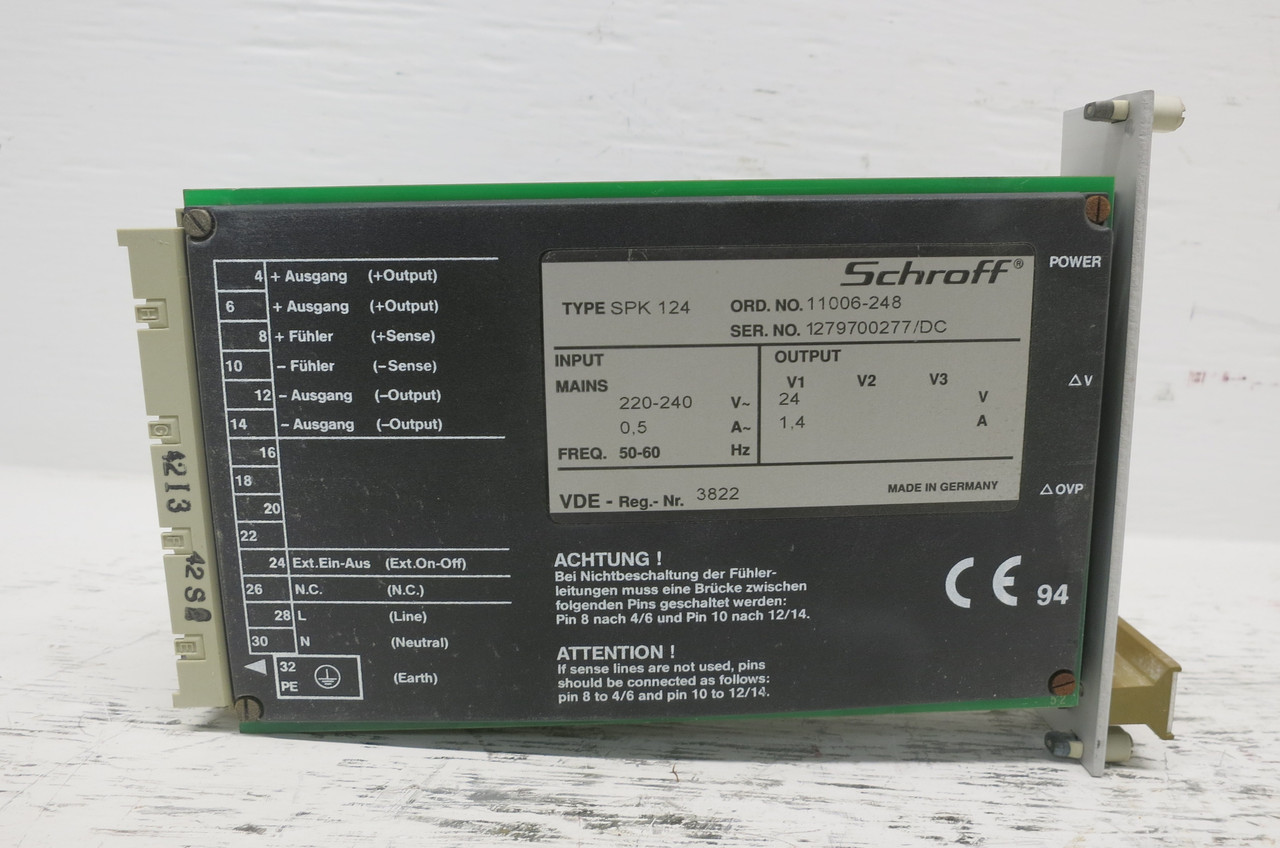 4 + Ausgang (+Output)
6 + Ausgang (+Output)
8 + Fühler (+Sense)
10 – Fühler (–Sense)
12 – Ausgang (–Output)
14 – Ausgang (–Output)
16
18
20
22
24 Ext.Ein-Aus (Ext.On-Off)
26 N.C. (N.C.)
28 L (Line)
30 N (Neutral)
32 PE (Earth)
Schroff®
TYPE SPK 124 ORD. NO. 11006-248
SER. NO. 1279700277/DC
INPUT
MAINS
220-240 V~
0,5 A~
FREQ. 50-60 Hz
OUTPUT
V1 V2 V3
24 V
1,4 A
VDE - Reg.- Nr. 3822
MADE IN GERMANY
ACHTUNG !
Bei Nichtbeschaltung der Fühler-
leitungen muss eine Brücke zwischen
folgenden Pins geschaltet werden:
Pin 8 nach 4/6 und Pin 10 nach 12/14.
ATTENTION !
If sense lines are not used, pins
should be connected as follows:
pin 8 to 4/6 and pin 10 to 12/14.
POWER
△V
△OVP
CE 94
H
G
4213
F
E